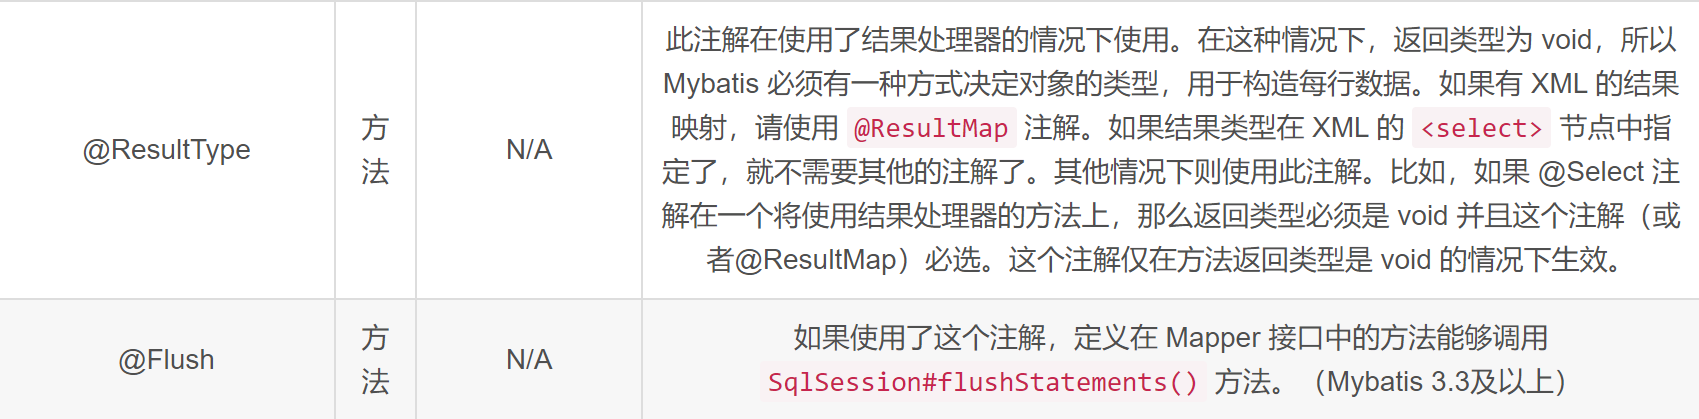 @ResultType
方
法
N/A
此注解在使用了结果处理器的情况下使用。在这种情况下，返回类型为 void，所以
Mybatis 必须有一种方式决定对象的类型，用于构造每行数据。如果有 XML 的结果
映射，请使用 @ResultMap 注解。如果结果类型在 XML 的 <select> 节点中指
定了，就不需要其他的注解了。其他情况下则使用此注解。比如，如果 @Select 注
解在一个将使用结果处理器的方法上，那么返回类型必须是 void 并且这个注解（或
者@ResultMap）必选。这个注解仅在方法返回类型是 void 的情况下生效。
@Flush
方
法
N/A
如果使用了这个注解，定义在 Mapper 接口中的方法能够调用
SqlSession#flushStatements() 方法。（Mybatis 3.3及以上）